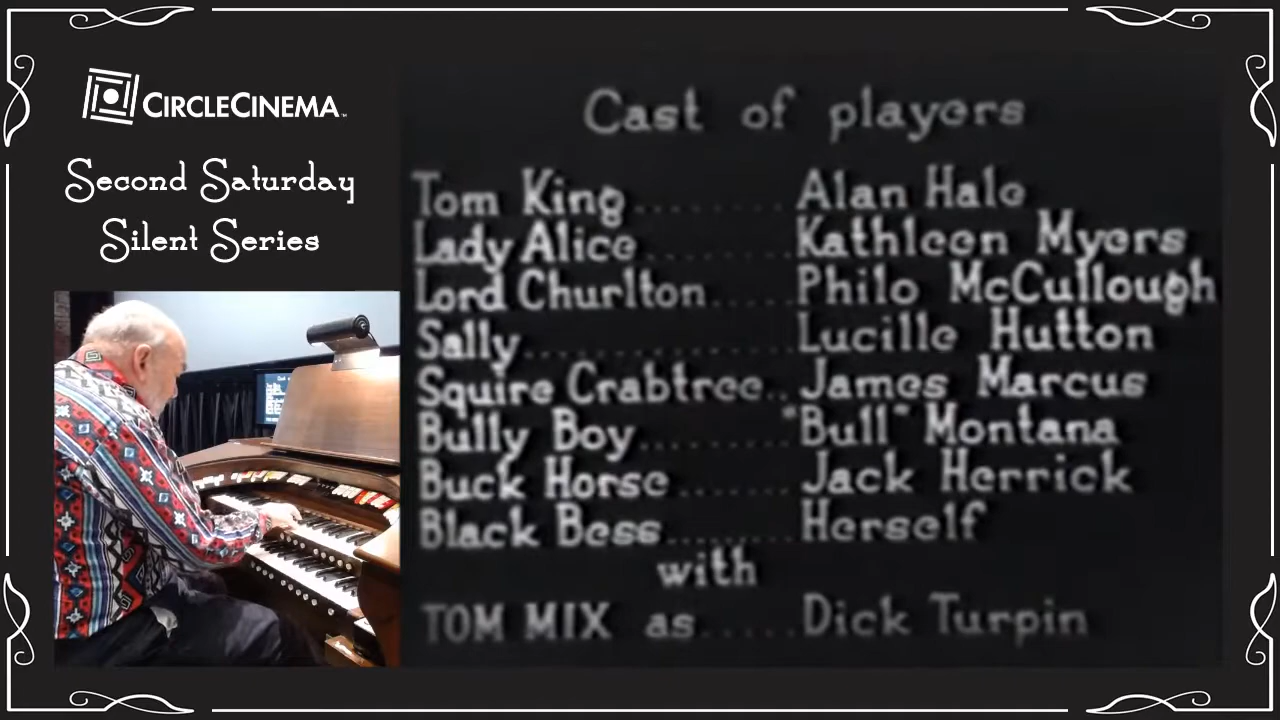 CIRCLECINEMA™
Second Saturday
Silent Series
Cast of players
Tom King........Alan Hale
Lady Alice........Kathleen Myers
Lord Churlton.....Philo McCullough
Sally..............Lucille Hutton
Squire Crabtree..James Marcus
Bully Boy........"Bull" Montana
Buck Horse.......Jack Herrick
Black Bess........Herself
with
TOM MIX as.....Dick Turpin